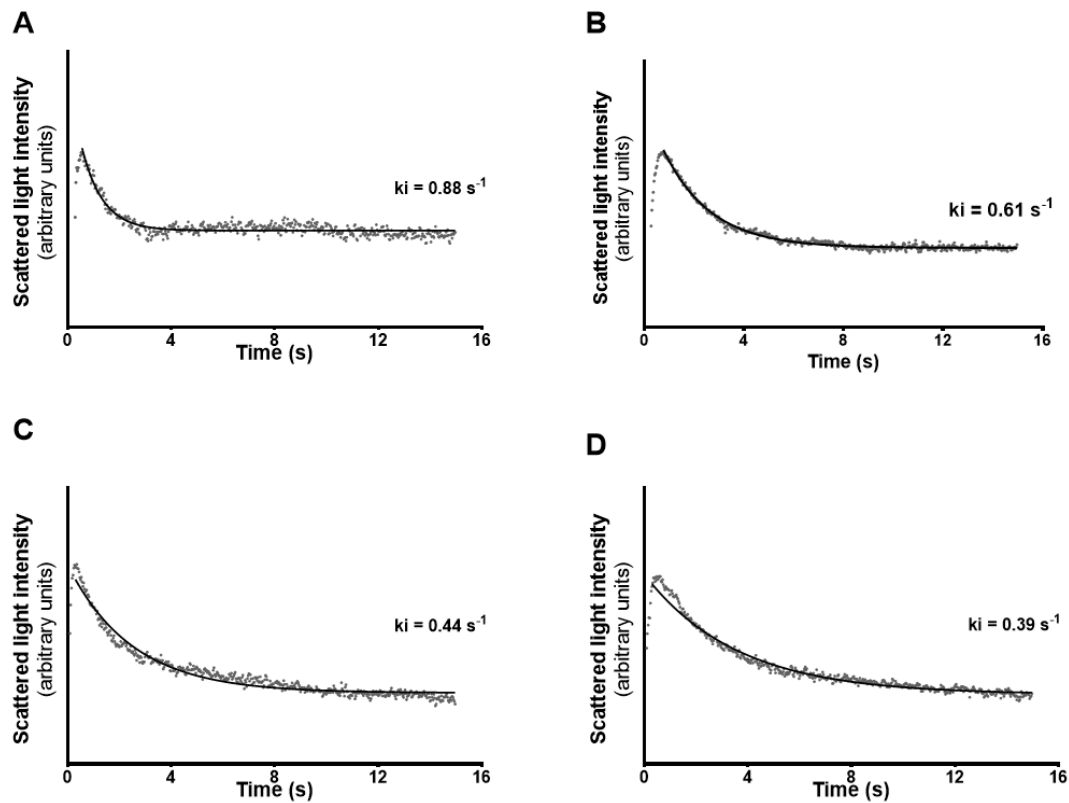 A
Scattered light intensity
(arbitrary units)
ki = 0.88 s⁻¹
0 4 8 12 16
Time (s)
B
Scattered light intensity
(arbitrary units)
ki = 0.61 s⁻¹
0 4 8 12 16
Time (s)
C
Scattered light intensity
(arbitrary units)
ki = 0.44 s⁻¹
0 4 8 12 16
Time (s)
D
Scattered light intensity
(arbitrary units)
ki = 0.39 s⁻¹
0 4 8 12 16
Time (s)